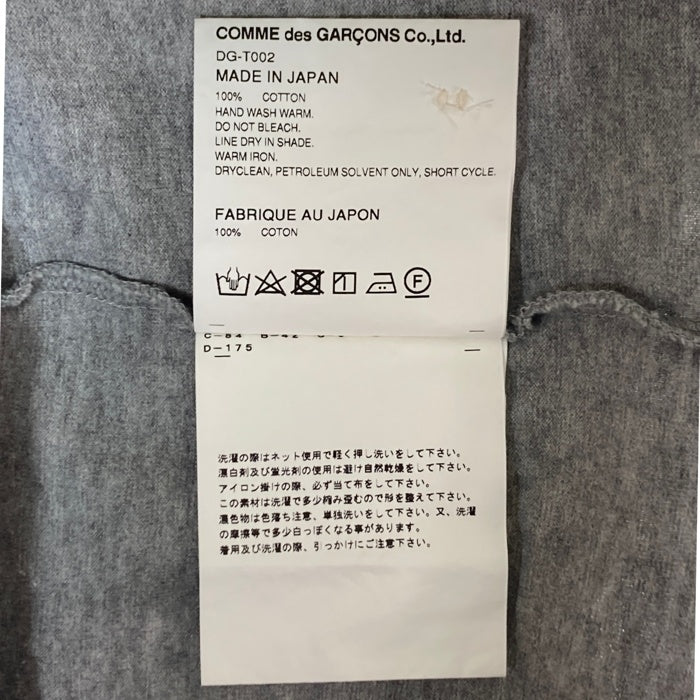 COMME des GARÇONS Co.,Ltd.
DG-T002
MADE IN JAPAN
100% COTTON
HAND WASH WARM.
DO NOT BLEACH.
LINE DRY IN SHADE.
WARM IRON.
DRYCLEAN, PETROLEUM SOLVENT ONLY, SHORT CYCLE.
FABRIQUE AU JAPON
100% COTON
F
D-175
洗濯の際はネット使用で軽く押し洗いをして下さい。
漂白剤及び蛍光剤の使用は避け自然乾燥をして下さい。
アイロン掛けの際、必ず当て布をして下さい。
この素材は洗濯で多少縮み歪むので形を整えて下さい。
濃色物は色落ち注意、単独洗いをして下さい。又、洗濯
の摩擦等で多少白っぽくなる事があります。
着用及び洗濯の際、引っかけにご注意下さい。